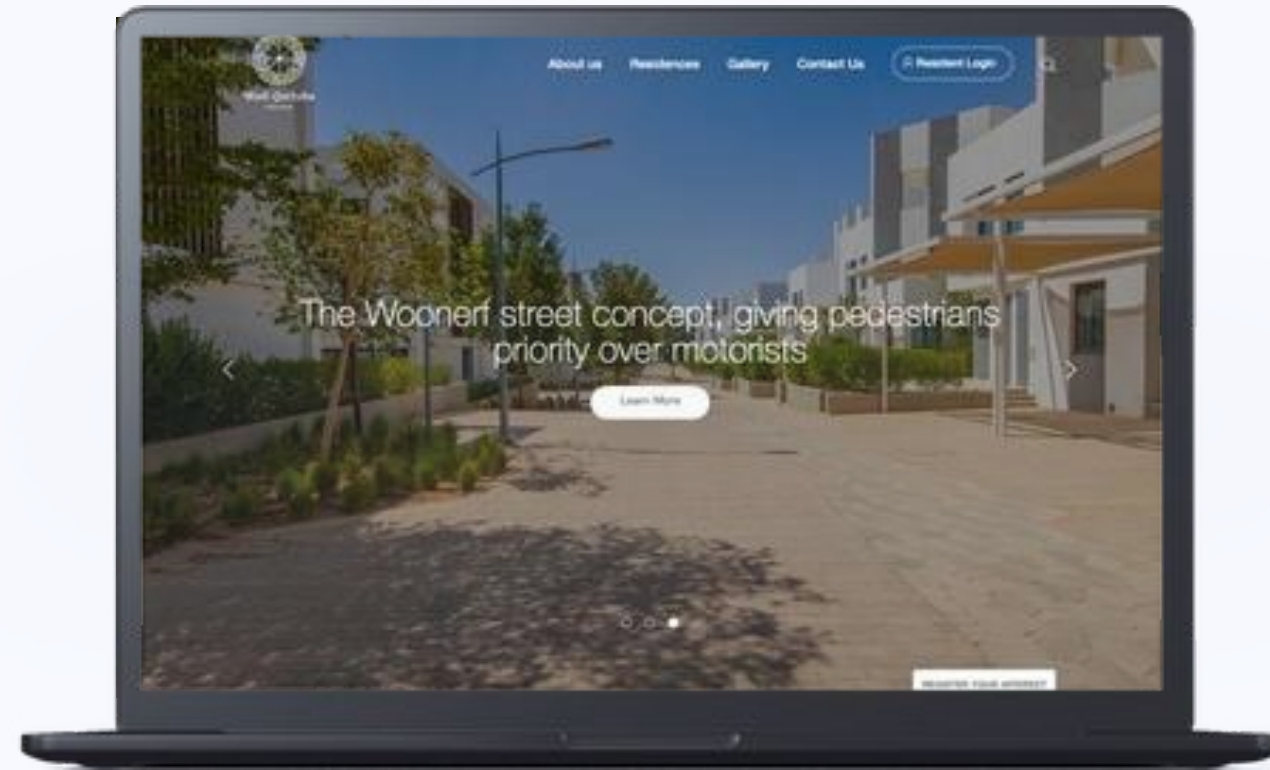 About us
Residences
Gallery
Contact Us
Resident Login
The Woonerf street concept, giving pedestrians
priority over motorists
Learn More
REGISTER YOUR INTEREST